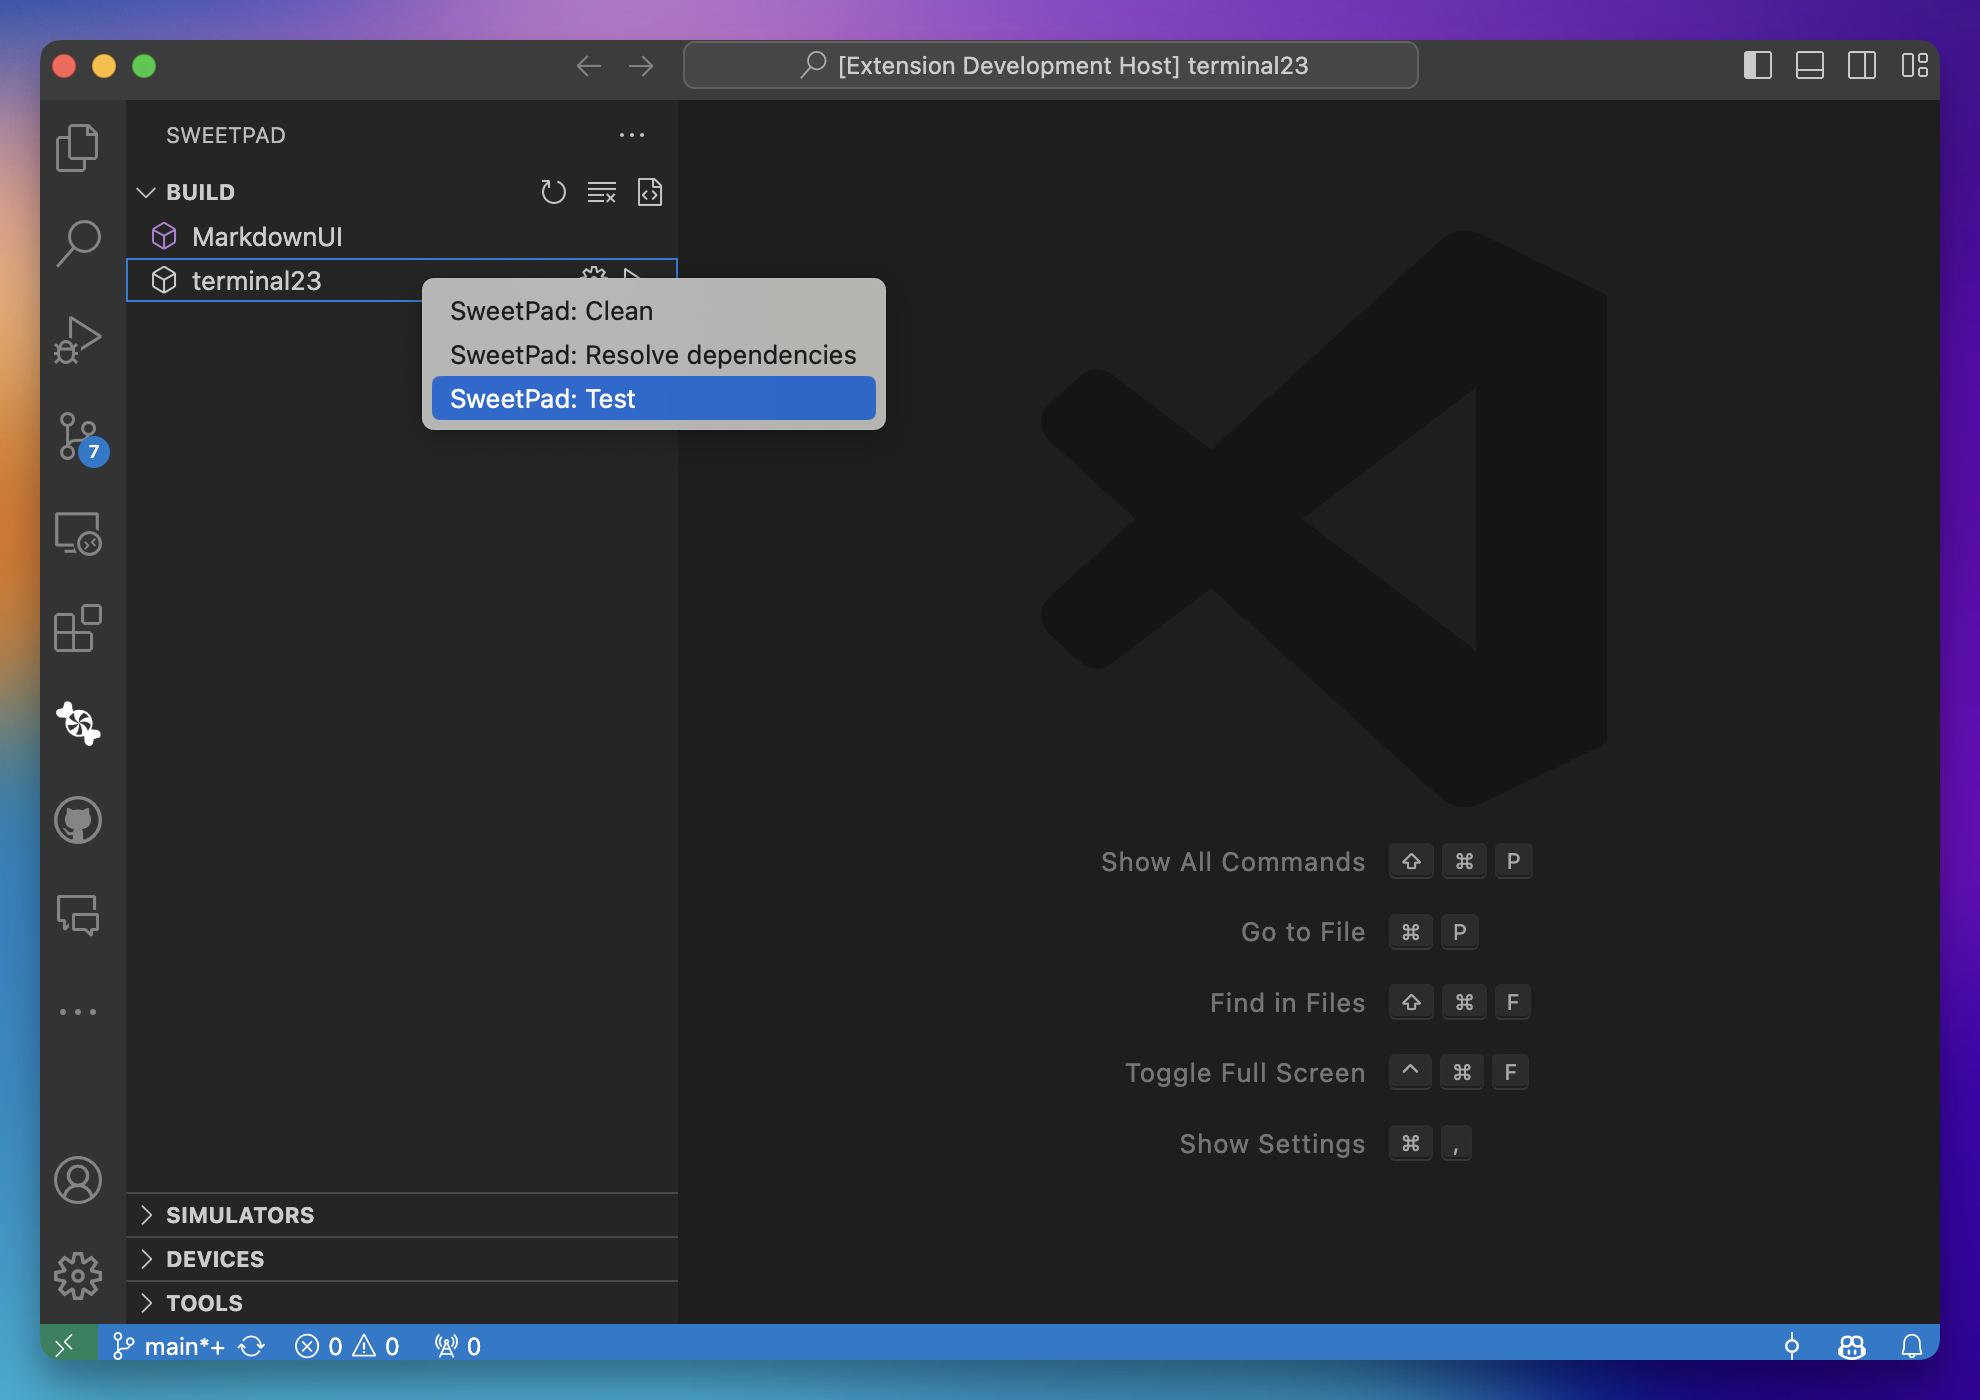 [Extension Development Host] terminal23
SWEETPAD
BUILD
MarkdownUI
terminal23
SweetPad: Clean
SweetPad: Resolve dependencies
SweetPad: Test
7
Show All Commands ⇧ ⌘ P
Go to File ⌘ P
Find in Files ⇧ ⌘ F
Toggle Full Screen ^ ⌘ F
Show Settings ⌘ ,
SIMULATORS
DEVICES
TOOLS
main*+ 0 0 0